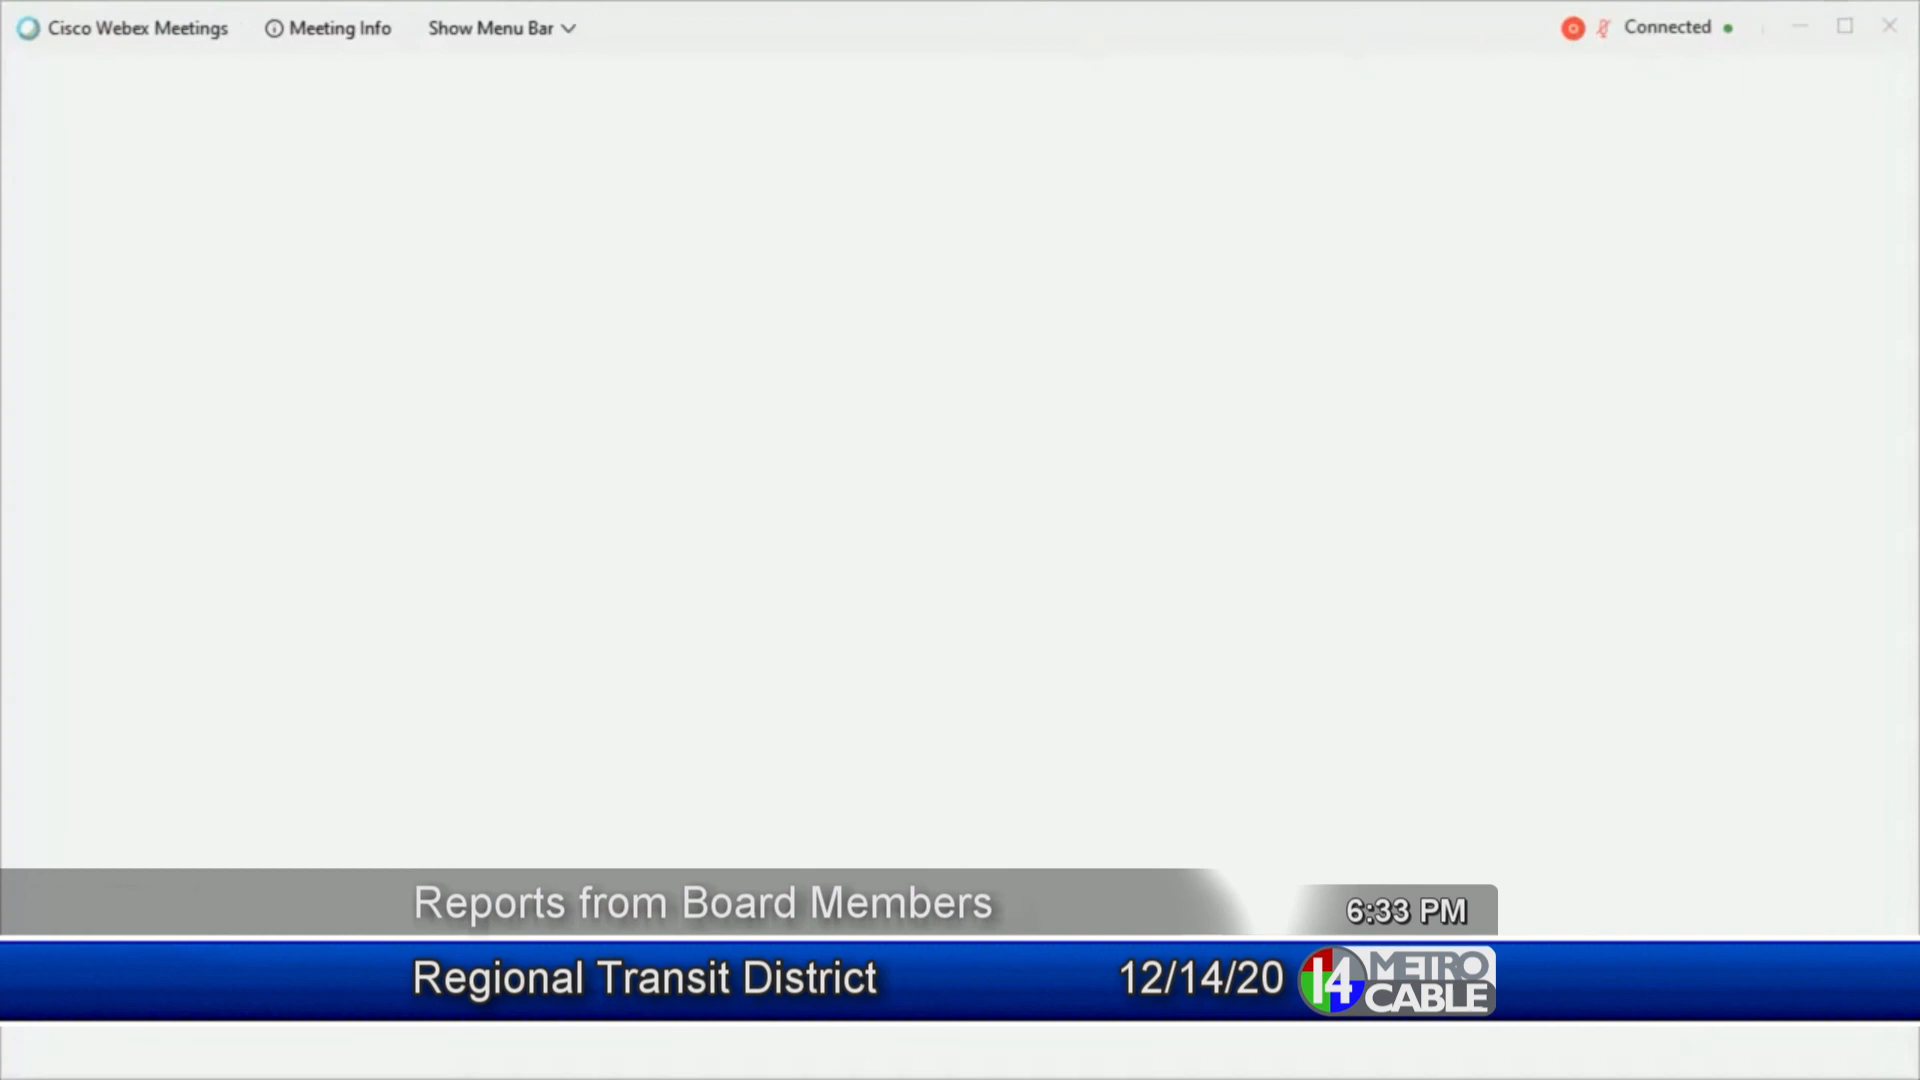 Cisco Webex Meetings Meeting Info Show Menu Bar Connected
Reports from Board Members
6:33 PM
Regional Transit District 12/14/20 14 METRO
CABLE